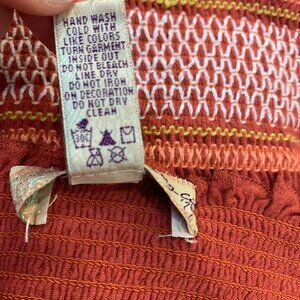 HAND WASH
COLD WITH
LIKE COLORS
TURN GARMENT
INSIDE OUT
DO NOT BLEACH
LINE DRY
DO NOT IRON
ON DECORATION
DO NOT DRY
CLEAN